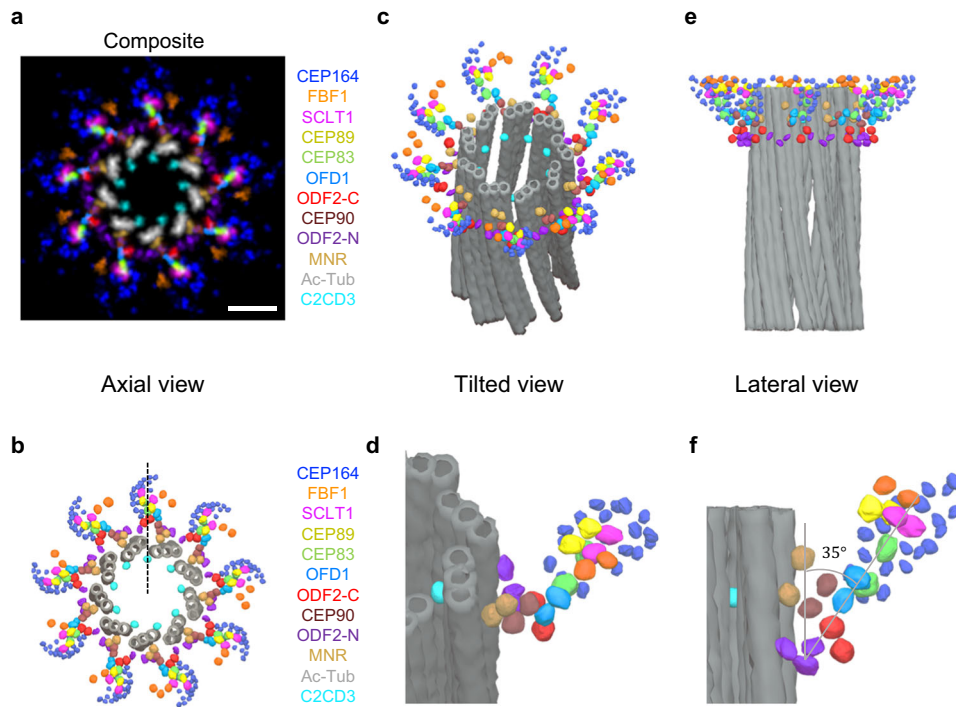 a
Composite
CEP164
FBF1
SCLT1
CEP89
CEP83
OFD1
ODF2-C
CEP90
ODF2-N
MNR
Ac-Tub
C2CD3
c
e
Axial view
Tilted view
Lateral view
b
CEP164
FBF1
SCLT1
CEP89
CEP83
OFD1
ODF2-C
CEP90
ODF2-N
MNR
Ac-Tub
C2CD3
d
f
35°